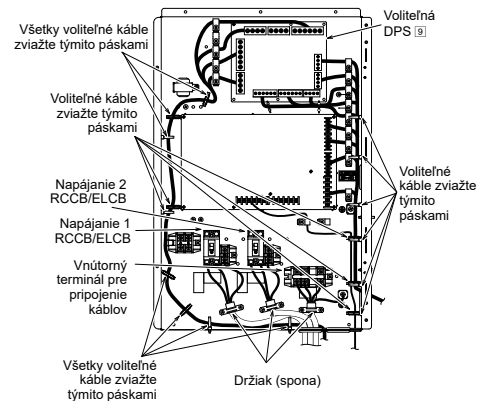 Všetky voliteľné káble
zviažte týmito páskami
Voliteľná
DPS 9
Voliteľné káble
zviažte týmito
páskami
Voliteľné
káble zviažte
týmito
páskami
Napájanie 2
RCCB/ELCB
Napájanie 1
RCCB/ELCB
Vnútorný
terminál pre
pripojenie
káblov
Všetky voliteľné
káble zviažte
týmito páskami
Držiak (spona)